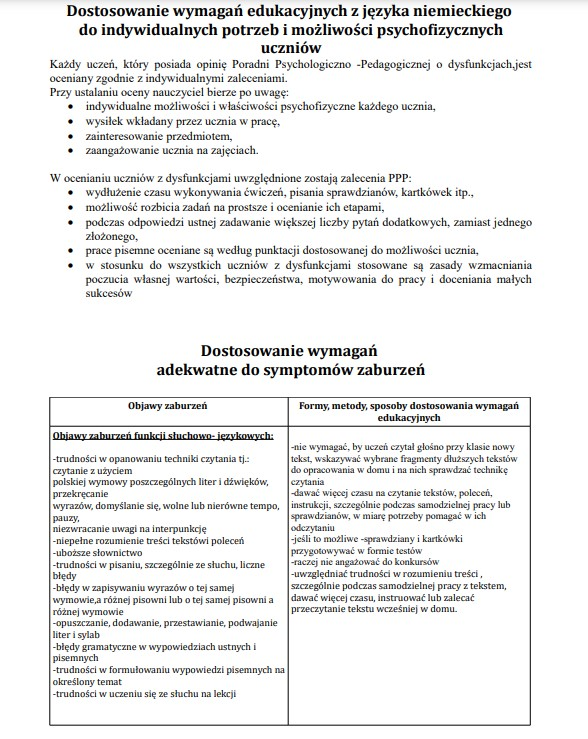 Dostosowanie wymagań edukacyjnych z języka niemieckiego
do indywidualnych potrzeb i możliwości psychofizycznych
uczniów
Każdy uczeń, który posiada opinię Poradni Psychologiczno -Pedagogicznej o dysfunkcjach,jest
oceniany zgodnie z indywidualnymi zaleceniami.
Przy ustalaniu oceny nauczyciel bierze po uwagę:
• indywidualne możliwości i właściwości psychofizyczne każdego ucznia,
• wysiłek wkładany przez ucznia w pracę,
• zainteresowanie przedmiotem,
• zaangażowanie ucznia na zajęciach.
W ocenianiu uczniów z dysfunkcjami uwzględnione zostają zalecenia PPP:
• wydłużenie czasu wykonywania ćwiczeń, pisania sprawdzianów, kartkówek itp.,
• możliwość rozbicia zadań na prostsze i ocenianie ich etapami,
• podczas odpowiedzi ustnej zadawanie większej liczby pytań dodatkowych, zamiast jednego
złożonego,
• prace pisemne oceniane są według punktacji dostosowanej do możliwości ucznia,
• w stosunku do wszystkich uczniów z dysfunkcjami stosowane są zasady wzmacniania
poczucia własnej wartości, bezpieczeństwa, motywowania do pracy i doceniania małych
sukcesów
Dostosowanie wymagań
adekwatne do symptomów zaburzeń
Objawy zaburzeń
Formy, metody, sposoby dostosowania wymagań
edukacyjnych
Objawy zaburzeń funkcji słuchowo- językowych:
-trudności w opanowaniu techniki czytania tj.:
czytanie z użyciem
polskiej wymowy poszczególnych liter i dźwięków,
przekręcanie
wyrazów, domyślanie się, wolne lub nierówne tempo,
pauzy,
niezwracanie uwagi na interpunkcję
-niepełne rozumienie treści tekstówi poleceń
-uboższe słownictwo
-trudności w pisaniu, szczególnie ze słuchu, liczne
błędy
-błędy w zapisywaniu wyrazów o tej samej
wymowie,a różnej pisowni lub o tej samej pisowni a
różnej wymowie
-opuszczanie, dodawanie, przestawianie, podwajanie
liter i sylab
-błędy gramatyczne w wypowiedziach ustnych i
pisemnych
-trudności w formułowaniu wypowiedzi pisemnych na
określony temat
-trudności w uczeniu się ze słuchu na lekcji
-nie wymagać, by uczeń czytał głośno przy klasie nowy
tekst, wskazywać wybrane fragmenty dłuższych tekstów
do opracowania w domu i na nich sprawdzać technikę
czytania
-dawać więcej czasu na czytanie tekstów, poleceń,
instrukcji, szczególnie podczas samodzielnej pracy lub
sprawdzianów, w miarę potrzeby pomagać w ich
odczytaniu
-jeśli to możliwe -sprawdziany i kartkówki
przygotowywać w formie testów
-raczej nie angażować do konkursów
-uwzględniać trudności w rozumieniu treści ,
szczególnie podczas samodzielnej pracy z tekstem,
dawać więcej czasu, instruować lub zalecać
przeczytanie tekstu wcześniej w domu.